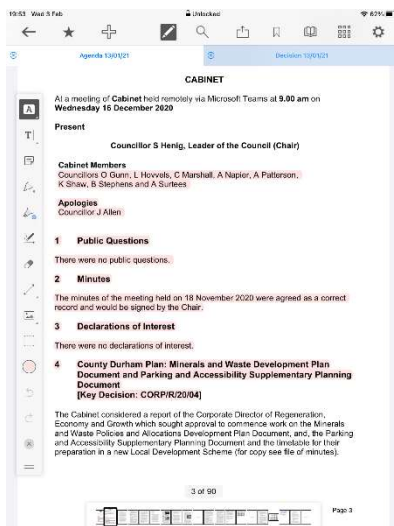 19:53 Wed 3 Feb
Unlocked
62%
Agenda 13/01/21
Decision 13/01/21
CABINET
At a meeting of Cabinet held remotely via Microsoft Teams at 9.00 am on
Wednesday 16 December 2020
Present
Councillor S Henig, Leader of the Council (Chair)
Cabinet Members
Councillors O Gunn, L Hovvels, C Marshall, A Napier, A Patterson,
K Shaw, B Stephens and A Surtees
Apologies
Councillor J Allen
1 Public Questions
There were no public questions.
2 Minutes
The minutes of the meeting held on 18 November 2020 were agreed as a correct
record and would be signed by the Chair.
3 Declarations of Interest
There were no declarations of interest.
4 County Durham Plan: Minerals and Waste Development Plan
Document and Parking and Accessibility Supplementary Planning
Document
[Key Decision: CORP/R/20/04]
The Cabinet considered a report of the Corporate Director of Regeneration,
Economy and Growth which sought approval to commence work on the Minerals
and Waste Policies and Allocations Development Plan Document, and, the Parking
and Accessibility Supplementary Planning Document and the timetable for their
preparation in a new Local Development Scheme (for copy see file of minutes).
3 of 90
Page 3